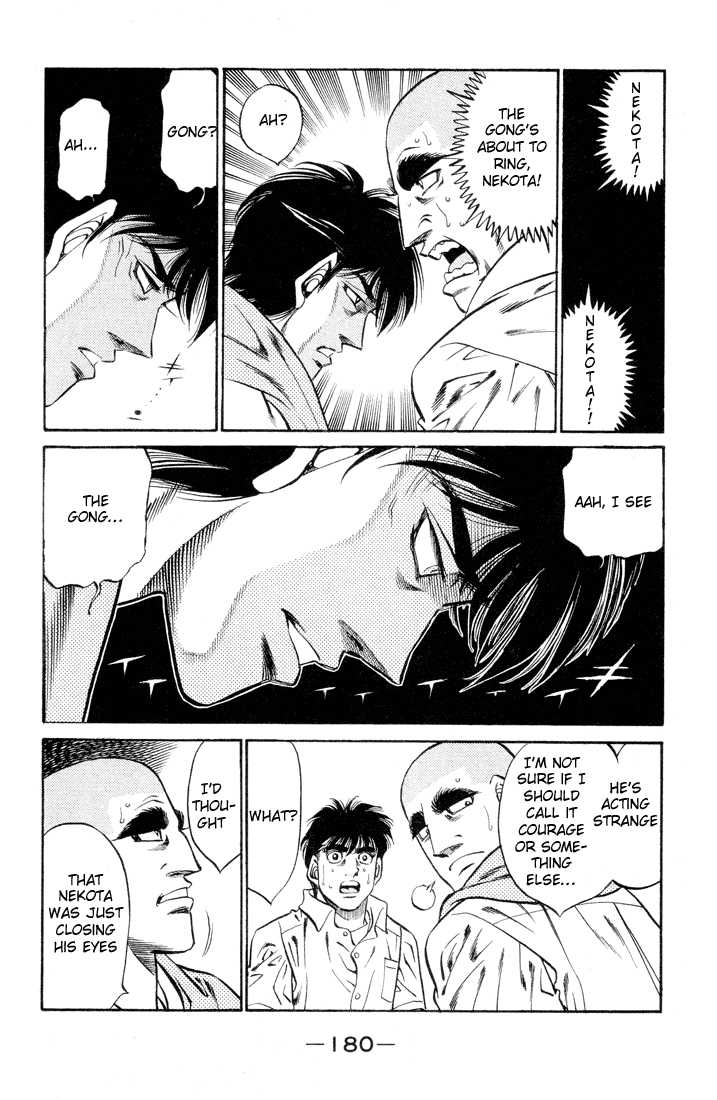 NEKOTA!
NEKOTA!!
THE
GONG'S
ABOUT TO
RING,
NEKOTA!
AH?
GONG?
AH...
AAH, I SEE
THE
GONG...
HE'S
ACTING
STRANGE
I'M NOT
SURE IF I
SHOULD
CALL IT
COURAGE
OR SOME-
THING
ELSE...
WHAT?
I'D
THOU-
GHT
THAT
NEKOTA
WAS JUST
CLOSING
HIS EYES
—180—